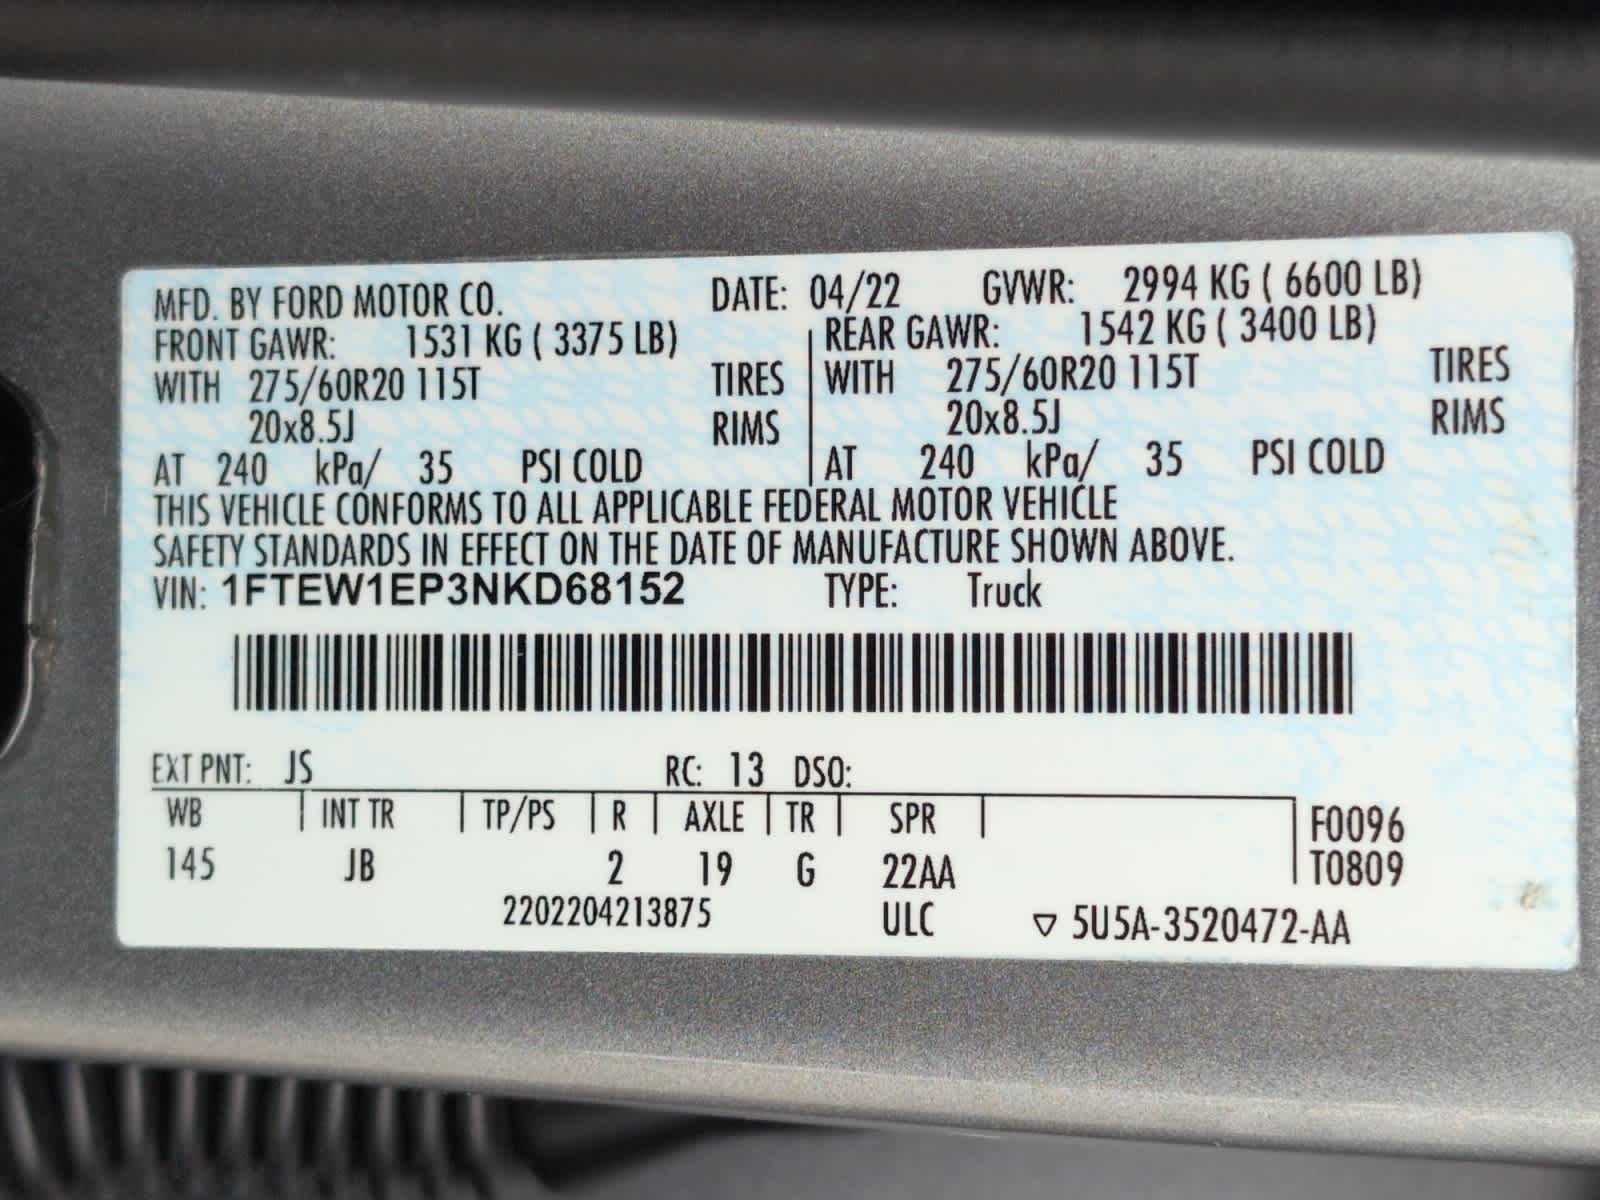 MFD. BY FORD MOTOR CO. DATE: 04/22 GVWR: 2994 KG ( 6600 LB)
FRONT GAWR: 1531 KG ( 3375 LB) REAR GAWR: 1542 KG ( 3400 LB)
WITH 275/60R20 115T TIRES WITH 275/60R20 115T TIRES
20x8.5J RIMS 20x8.5J RIMS
AT 240 kPa/ 35 PSI COLD AT 240 kPa/ 35 PSI COLD
THIS VEHICLE CONFORMS TO ALL APPLICABLE FEDERAL MOTOR VEHICLE
SAFETY STANDARDS IN EFFECT ON THE DATE OF MANUFACTURE SHOWN ABOVE.
VIN: 1FTEW1EP3NKD68152 TYPE: Truck
EXT PNT: JS RC: 13 DSO:
WB INT TR TP/PS R AXLE TR SPR F0096
145 JB 2 19 G 22AA T0809
2202204213875 ULC ▽ 5U5A-3520472-AA